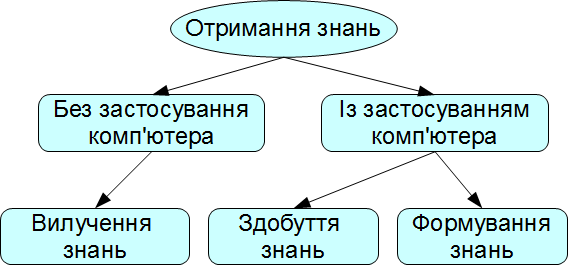 Отримання знань
Без застосування
комп'ютера
Із застосуванням
комп'ютера
Вилучення
знань
Здобуття
знань
Формування
знань